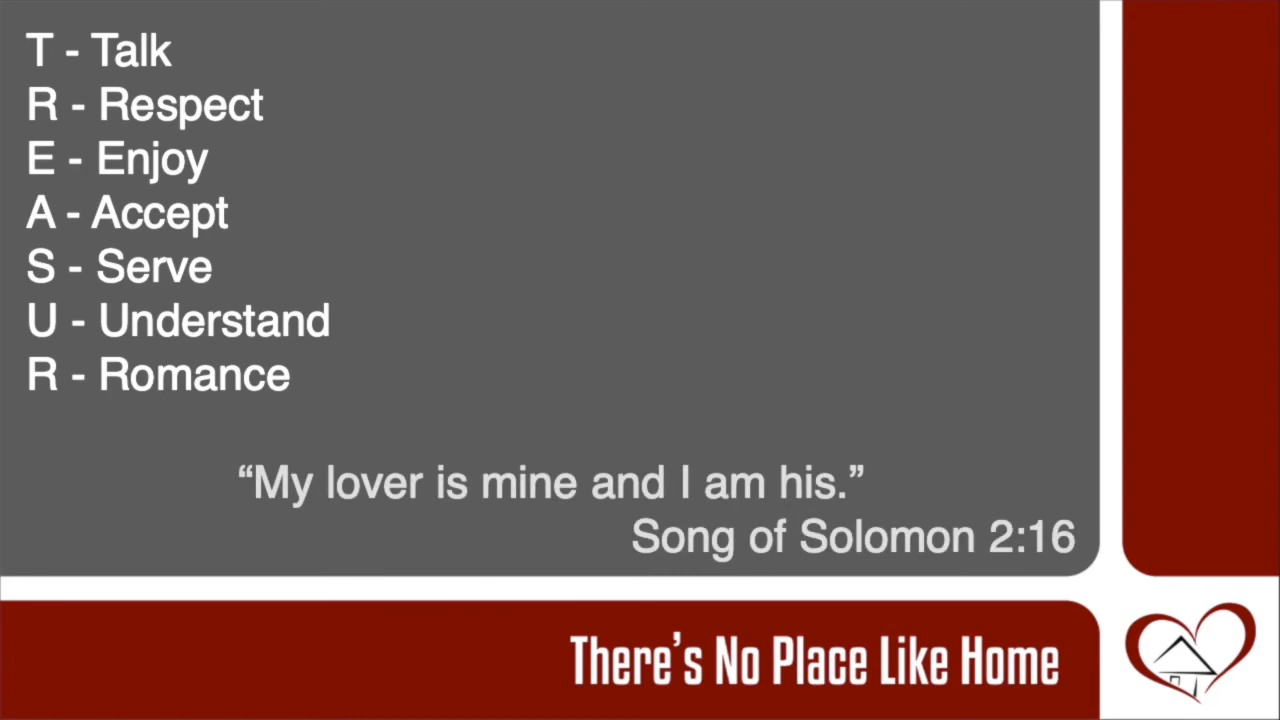 T - Talk
R - Respect
E - Enjoy
A - Accept
S - Serve
U - Understand
R - Romance
“My lover is mine and I am his.”
Song of Solomon 2:16
There’s No Place Like Home